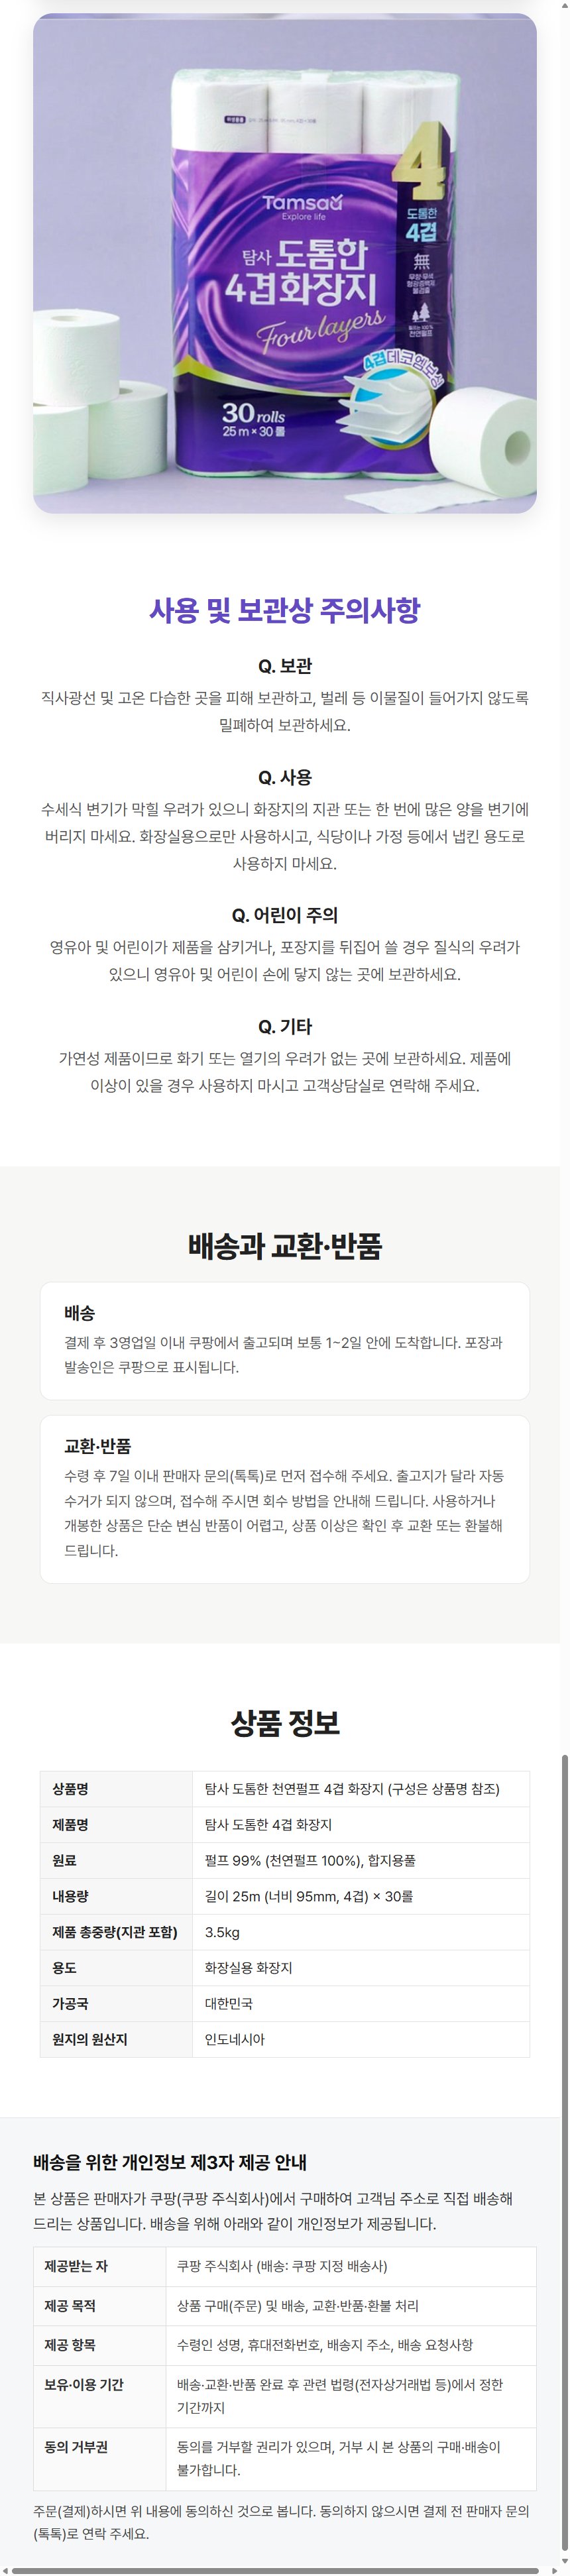 Tamsaa
Explore life
탐사 도톰한
4겹화장지
Four layers
30 rolls
25 m × 30 롤
4
도톰한
4겹
無
사용 및 보관상 주의사항
Q. 보관
직사광선 및 고온 다습한 곳을 피해 보관하고, 벌레 등 이물질이 들어가지 않도록
밀폐하여 보관하세요.
Q. 사용
수세식 변기가 막힐 우려가 있으니 화장지의 지관 또는 한 번에 많은 양을 변기에
버리지 마세요. 화장실용으로만 사용하시고, 식당이나 가정 등에서 냅킨 용도로
사용하지 마세요.
Q. 어린이 주의
영유아 및 어린이가 제품을 삼키거나, 포장지를 뒤집어 쓸 경우 질식의 우려가
있으니 영유아 및 어린이 손에 닿지 않는 곳에 보관하세요.
Q. 기타
가연성 제품이므로 화기 또는 열기의 우려가 없는 곳에 보관하세요. 제품에
이상이 있을 경우 사용하지 마시고 고객상담실로 연락해 주세요.
배송과 교환·반품
배송
결제 후 3영업일 이내 쿠팡에서 출고되며 보통 1~2일 안에 도착합니다. 포장과
발송인은 쿠팡으로 표시됩니다.
교환·반품
수령 후 7일 이내 판매자 문의(톡톡)로 먼저 접수해 주세요. 출고지가 달라 자동
수거가 되지 않으며, 접수해 주시면 회수 방법을 안내해 드립니다. 사용하거나
개봉한 상품은 단순 변심 반품이 어렵고, 상품 이상은 확인 후 교환 또는 환불해
드립니다.
상품 정보
상품명 탐사 도톰한 천연펄프 4겹 화장지 (구성은 상품명 참조)
제품명 탐사 도톰한 4겹 화장지
원료 펄프 99% (천연펄프 100%), 합지용풀
내용량 길이 25m (너비 95mm, 4겹) × 30롤
제품 총중량(지관 포함) 3.5kg
용도 화장실용 화장지
가공국 대한민국
원지의 원산지 인도네시아
배송을 위한 개인정보 제3자 제공 안내
본 상품은 판매자가 쿠팡(쿠팡 주식회사)에서 구매하여 고객님 주소로 직접 배송해
드리는 상품입니다. 배송을 위해 아래와 같이 개인정보가 제공됩니다.
제공받는 자 쿠팡 주식회사 (배송: 쿠팡 지정 배송사)
제공 목적 상품 구매(주문) 및 배송, 교환·반품·환불 처리
제공 항목 수령인 성명, 휴대전화번호, 배송지 주소, 배송 요청사항
보유·이용 기간 배송·교환·반품 완료 후 관련 법령(전자상거래법 등)에서 정한
기간까지
동의 거부권 동의를 거부할 권리가 있으며, 거부 시 본 상품의 구매·배송이
불가합니다.
주문(결제)하시면 위 내용에 동의하신 것으로 봅니다. 동의하지 않으시면 결제 전 판매자 문의
(톡톡)로 연락 주세요.